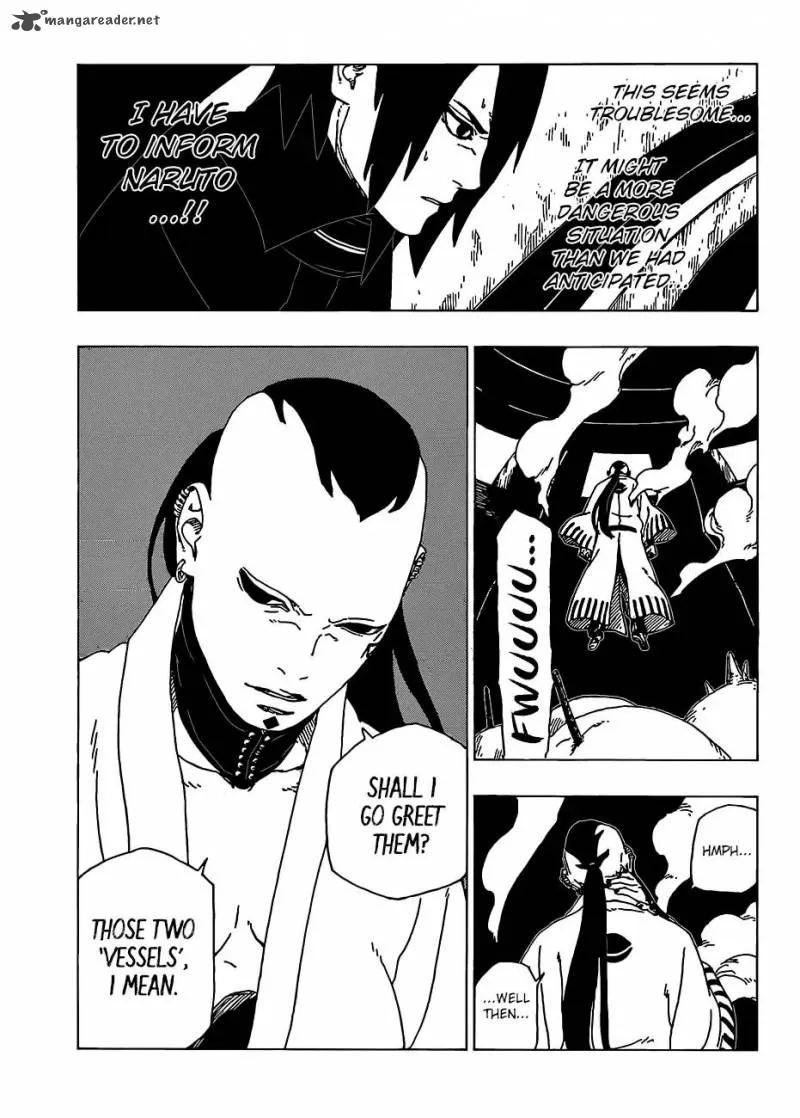 mangareader.net
THIS SEEMS
TROUBLESOME...
IT MIGHT
BE A MORE
DANGEROUS
SITUATION
THAN WE HAD
ANTICIPATED...
I HAVE
TO INFORM
NARUTO
...!!
FWUUUU...
HMPH...
...WELL
THEN...
SHALL I
GO GREET
THEM?
THOSE TWO
'VESSELS',
I MEAN.